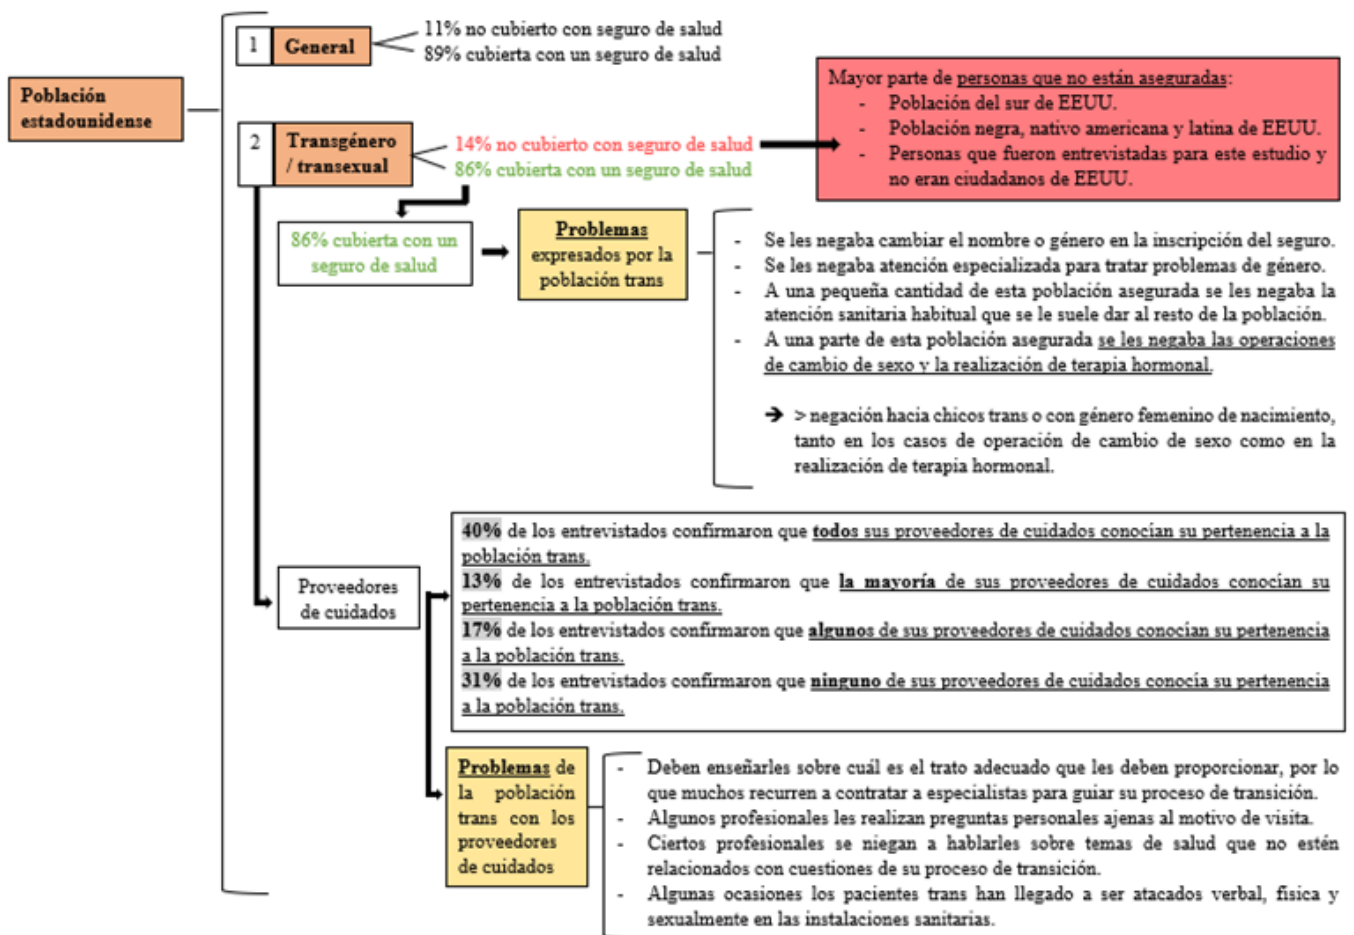 Población
estadounidense
1 General
11% no cubierto con seguro de salud
89% cubierta con un seguro de salud
2 Transgénero
/ transexual
14% no cubierto con seguro de salud
86% cubierta con un seguro de salud
Mayor parte de personas que no están aseguradas:
- Población del sur de EEUU.
- Población negra, nativo americana y latina de EEUU.
- Personas que fueron entrevistadas para este estudio y
no eran ciudadanos de EEUU.
86% cubierta con un
seguro de salud
Problemas
expresados por la
población trans
- Se les negaba cambiar el nombre o género en la inscripción del seguro.
- Se les negaba atención especializada para tratar problemas de género.
- A una pequeña cantidad de esta población asegurada se les negaba la
atención sanitaria habitual que se le suele dar al resto de la población.
- A una parte de esta población asegurada se les negaba las operaciones
de cambio de sexo y la realización de terapia hormonal.
➔ > negación hacia chicos trans o con género femenino de nacimiento,
tanto en los casos de operación de cambio de sexo como en la
realización de terapia hormonal.
Proveedores
de cuidados
40% de los entrevistados confirmaron que todos sus proveedores de cuidados conocían su pertenencia a la
población trans.
13% de los entrevistados confirmaron que la mayoría de sus proveedores de cuidados conocían su
pertenencia a la población trans.
17% de los entrevistados confirmaron que algunos de sus proveedores de cuidados conocían su pertenencia
a la población trans.
31% de los entrevistados confirmaron que ninguno de sus proveedores de cuidados conocía su pertenencia
a la población trans.
Problemas de
la población
trans con los
proveedores
de cuidados
- Deben enseñarles sobre cuál es el trato adecuado que les deben proporcionar, por lo
que muchos recurren a contratar a especialistas para guiar su proceso de transición.
- Algunos profesionales les realizan preguntas personales ajenas al motivo de visita.
- Ciertos profesionales se niegan a hablarles sobre temas de salud que no estén
relacionados con cuestiones de su proceso de transición.
- Algunas ocasiones los pacientes trans han llegado a ser atacados verbal, física y
sexualmente en las instalaciones sanitarias.